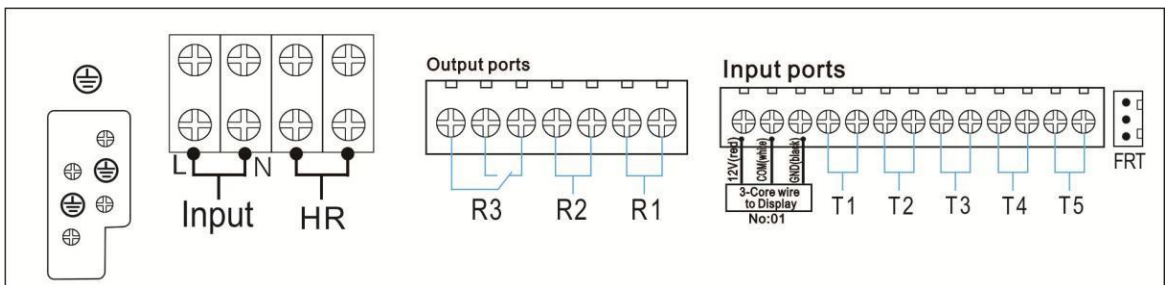 Output ports
Input ports
L
N
Input
HR
R3
R2
R1
12V(red)
COM(white)
GND(black)
3-Core wire
to Display
No:01
T1
T2
T3
T4
T5
FRT